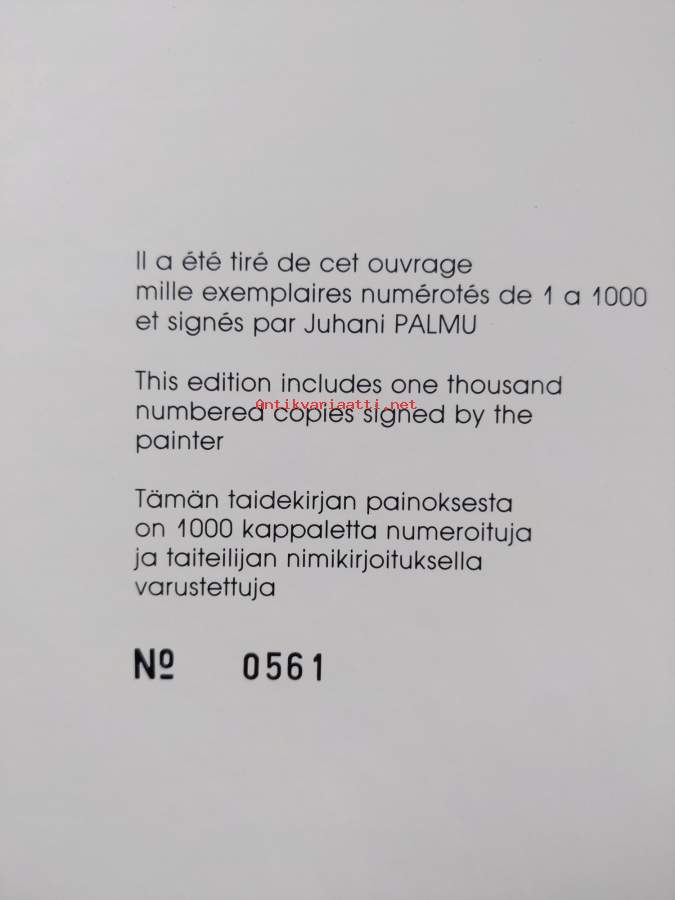 Il a été tiré de cet ouvrage
mille exemplaires numérotés de 1 a 1000
et signés par Juhani PALMU
This edition includes one thousand
Antikvariaatti.net
numbered copies signed by the
painter
Tämän taidekirjan painoksesta
on 1000 kappaletta numeroituja
ja taiteilijan nimikirjoituksella
varustettuja
Nº 0561